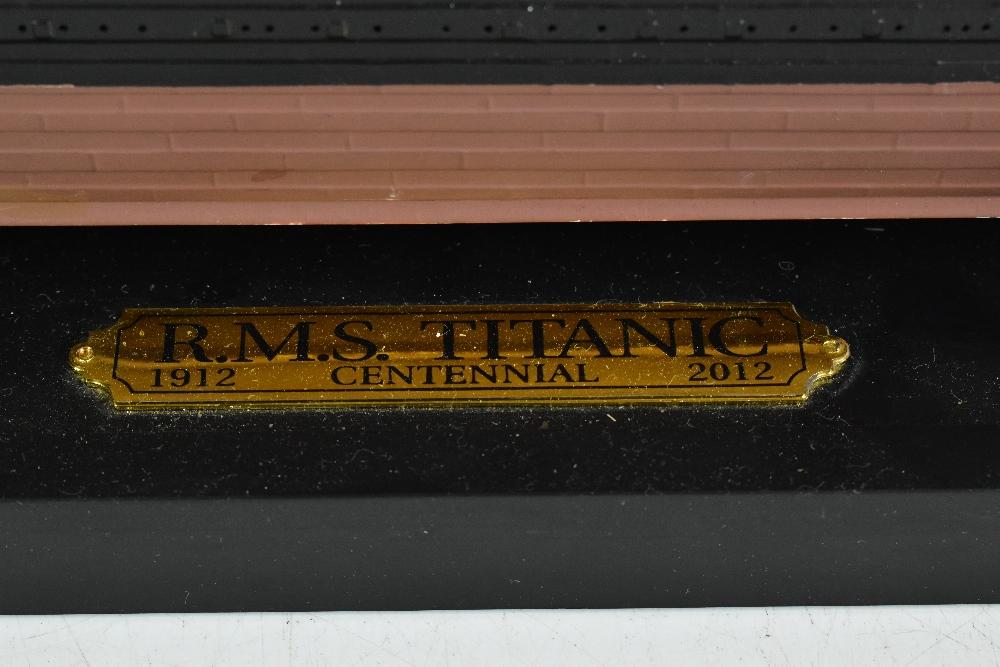 R.M.S. TITANIC
1912 CENTENNIAL 2012